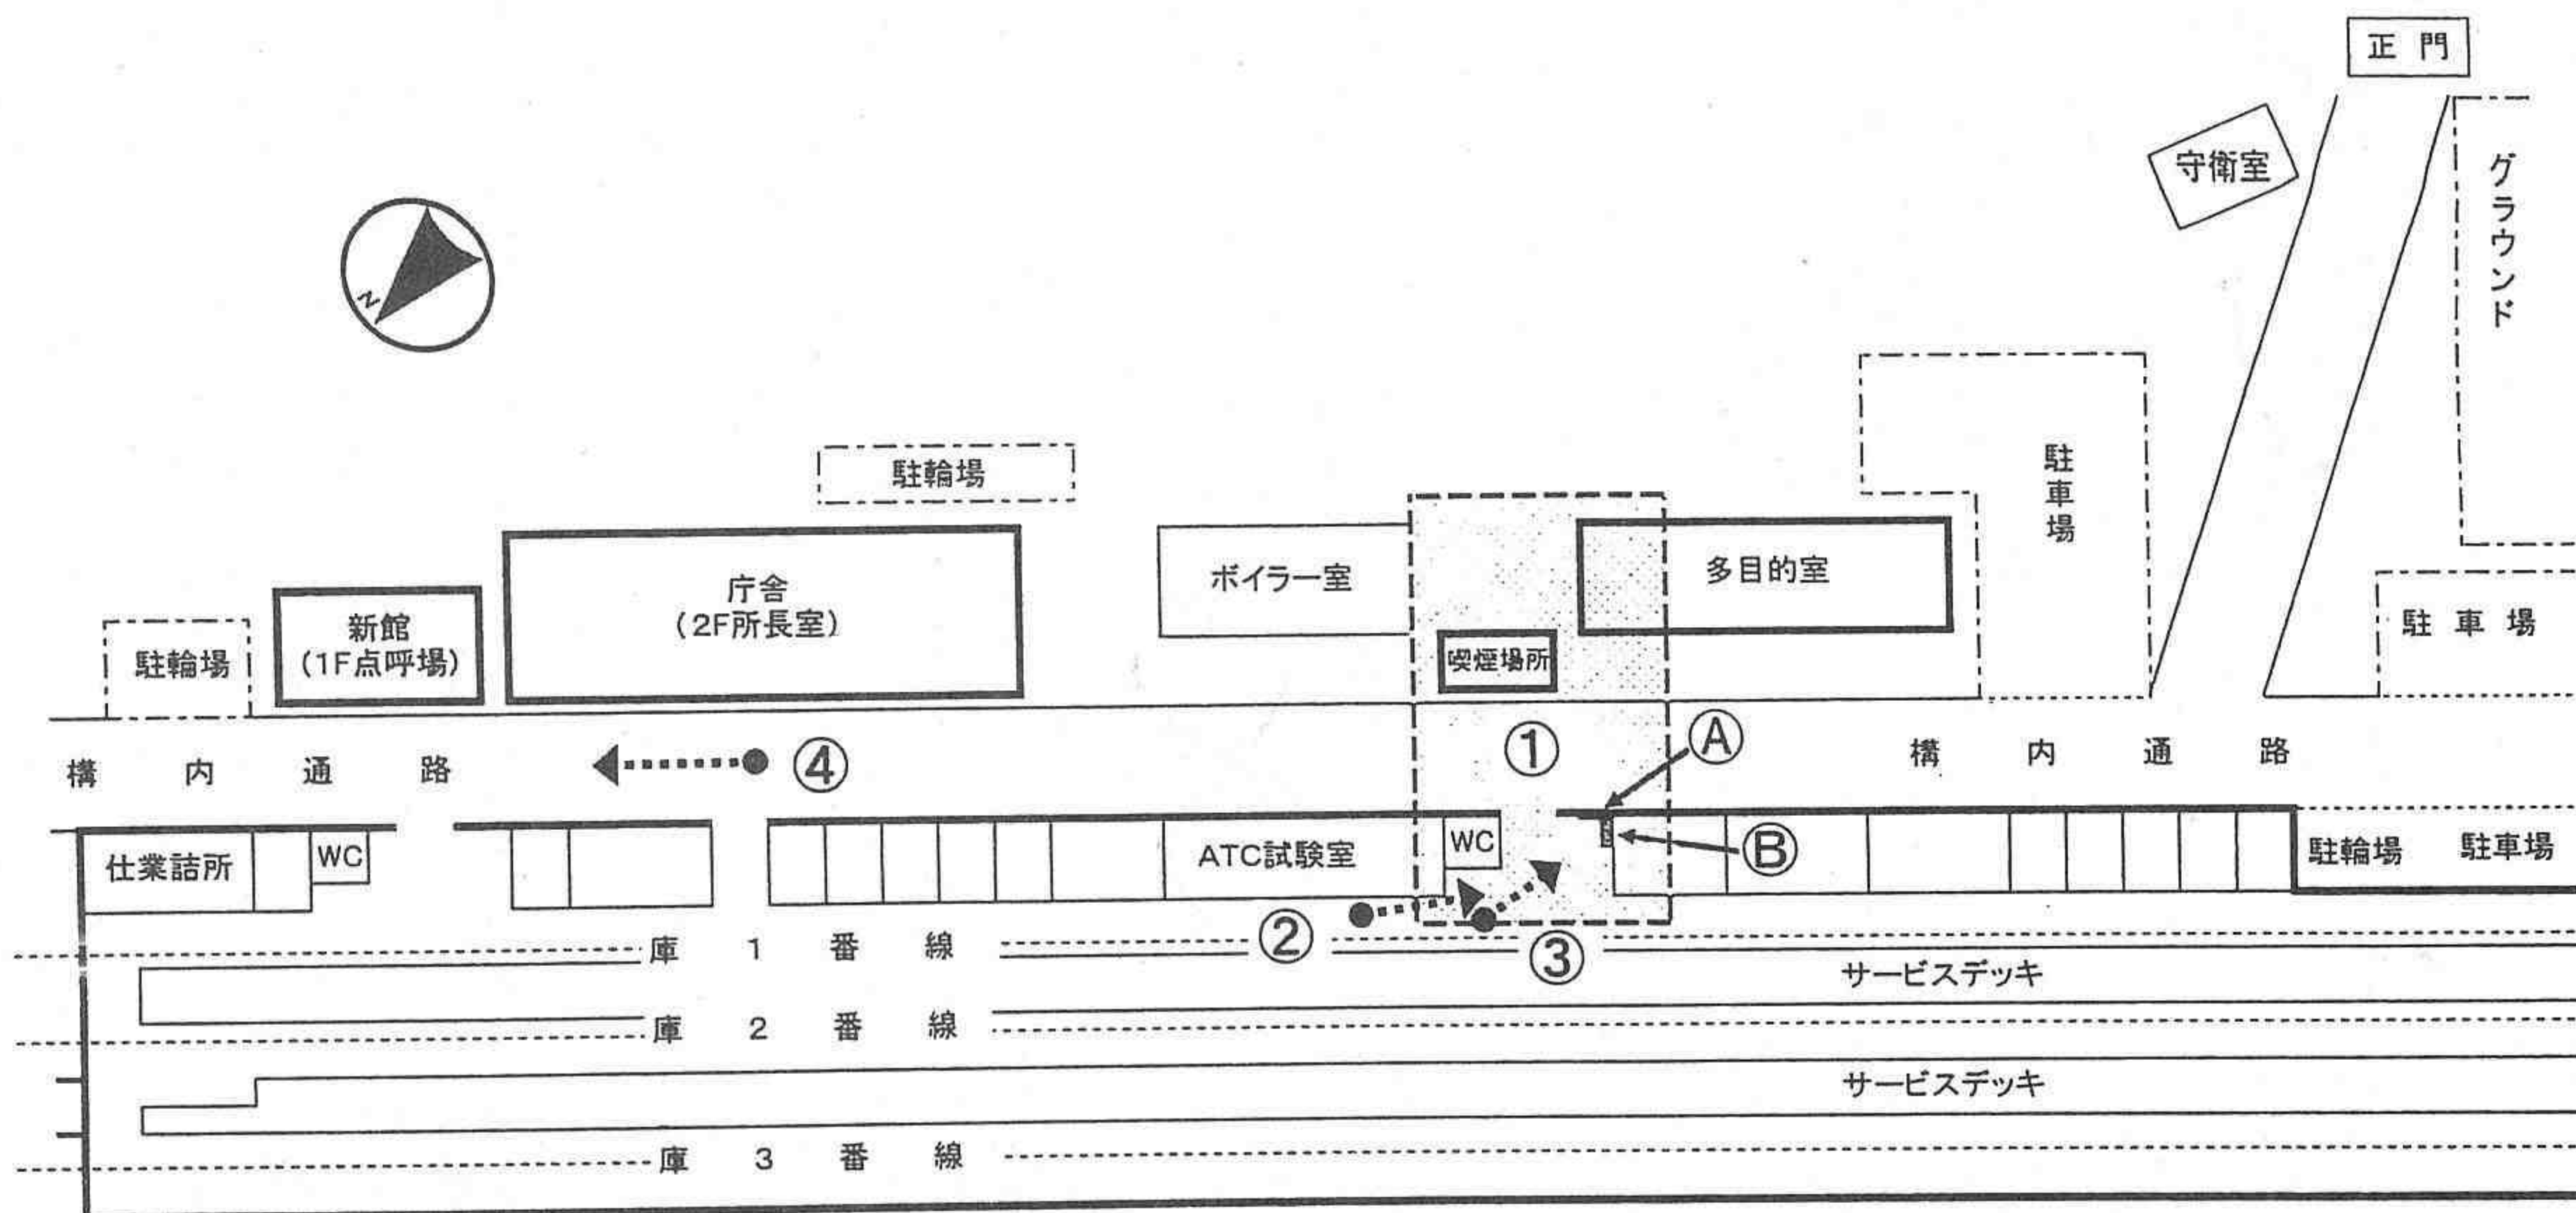 正門
守衛室
グラウンド
N
駐輪場
駐車場
ボイラー室
多目的室
庁舎
(2F所長室)
新館
(1F点呼場)
駐輪場
喫煙場所
駐車場
構内通路
④
①
Ⓐ
構内通路
仕業詰所
WC
ATC試験室
WC
Ⓑ
駐輪場
駐車場
②
③
庫1番線
サービスデッキ
庫2番線
サービスデッキ
庫3番線